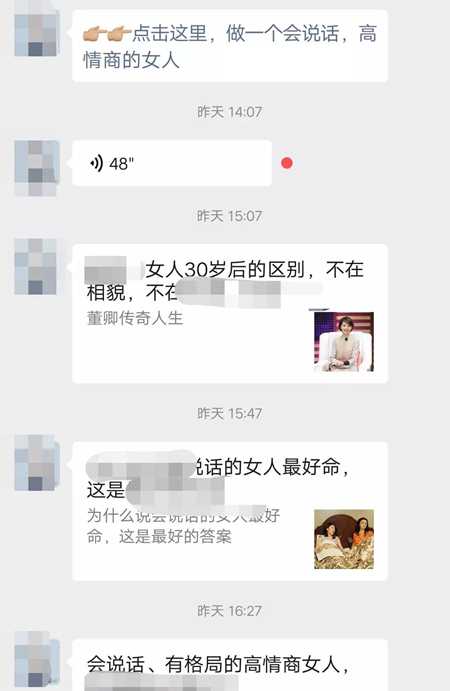 👉🏼👉🏼点击这里，做一个会说话，高
情商的女人
昨天 14:07
48"
昨天 15:07
女人30岁后的区别，不在
相貌，不在
董卿传奇人生
昨天 15:47
说话的女人最好命，
这是
为什么说会说话的女人最好
命，这是最好的答案
昨天 16:27
会说话、有格局的高情商女人，